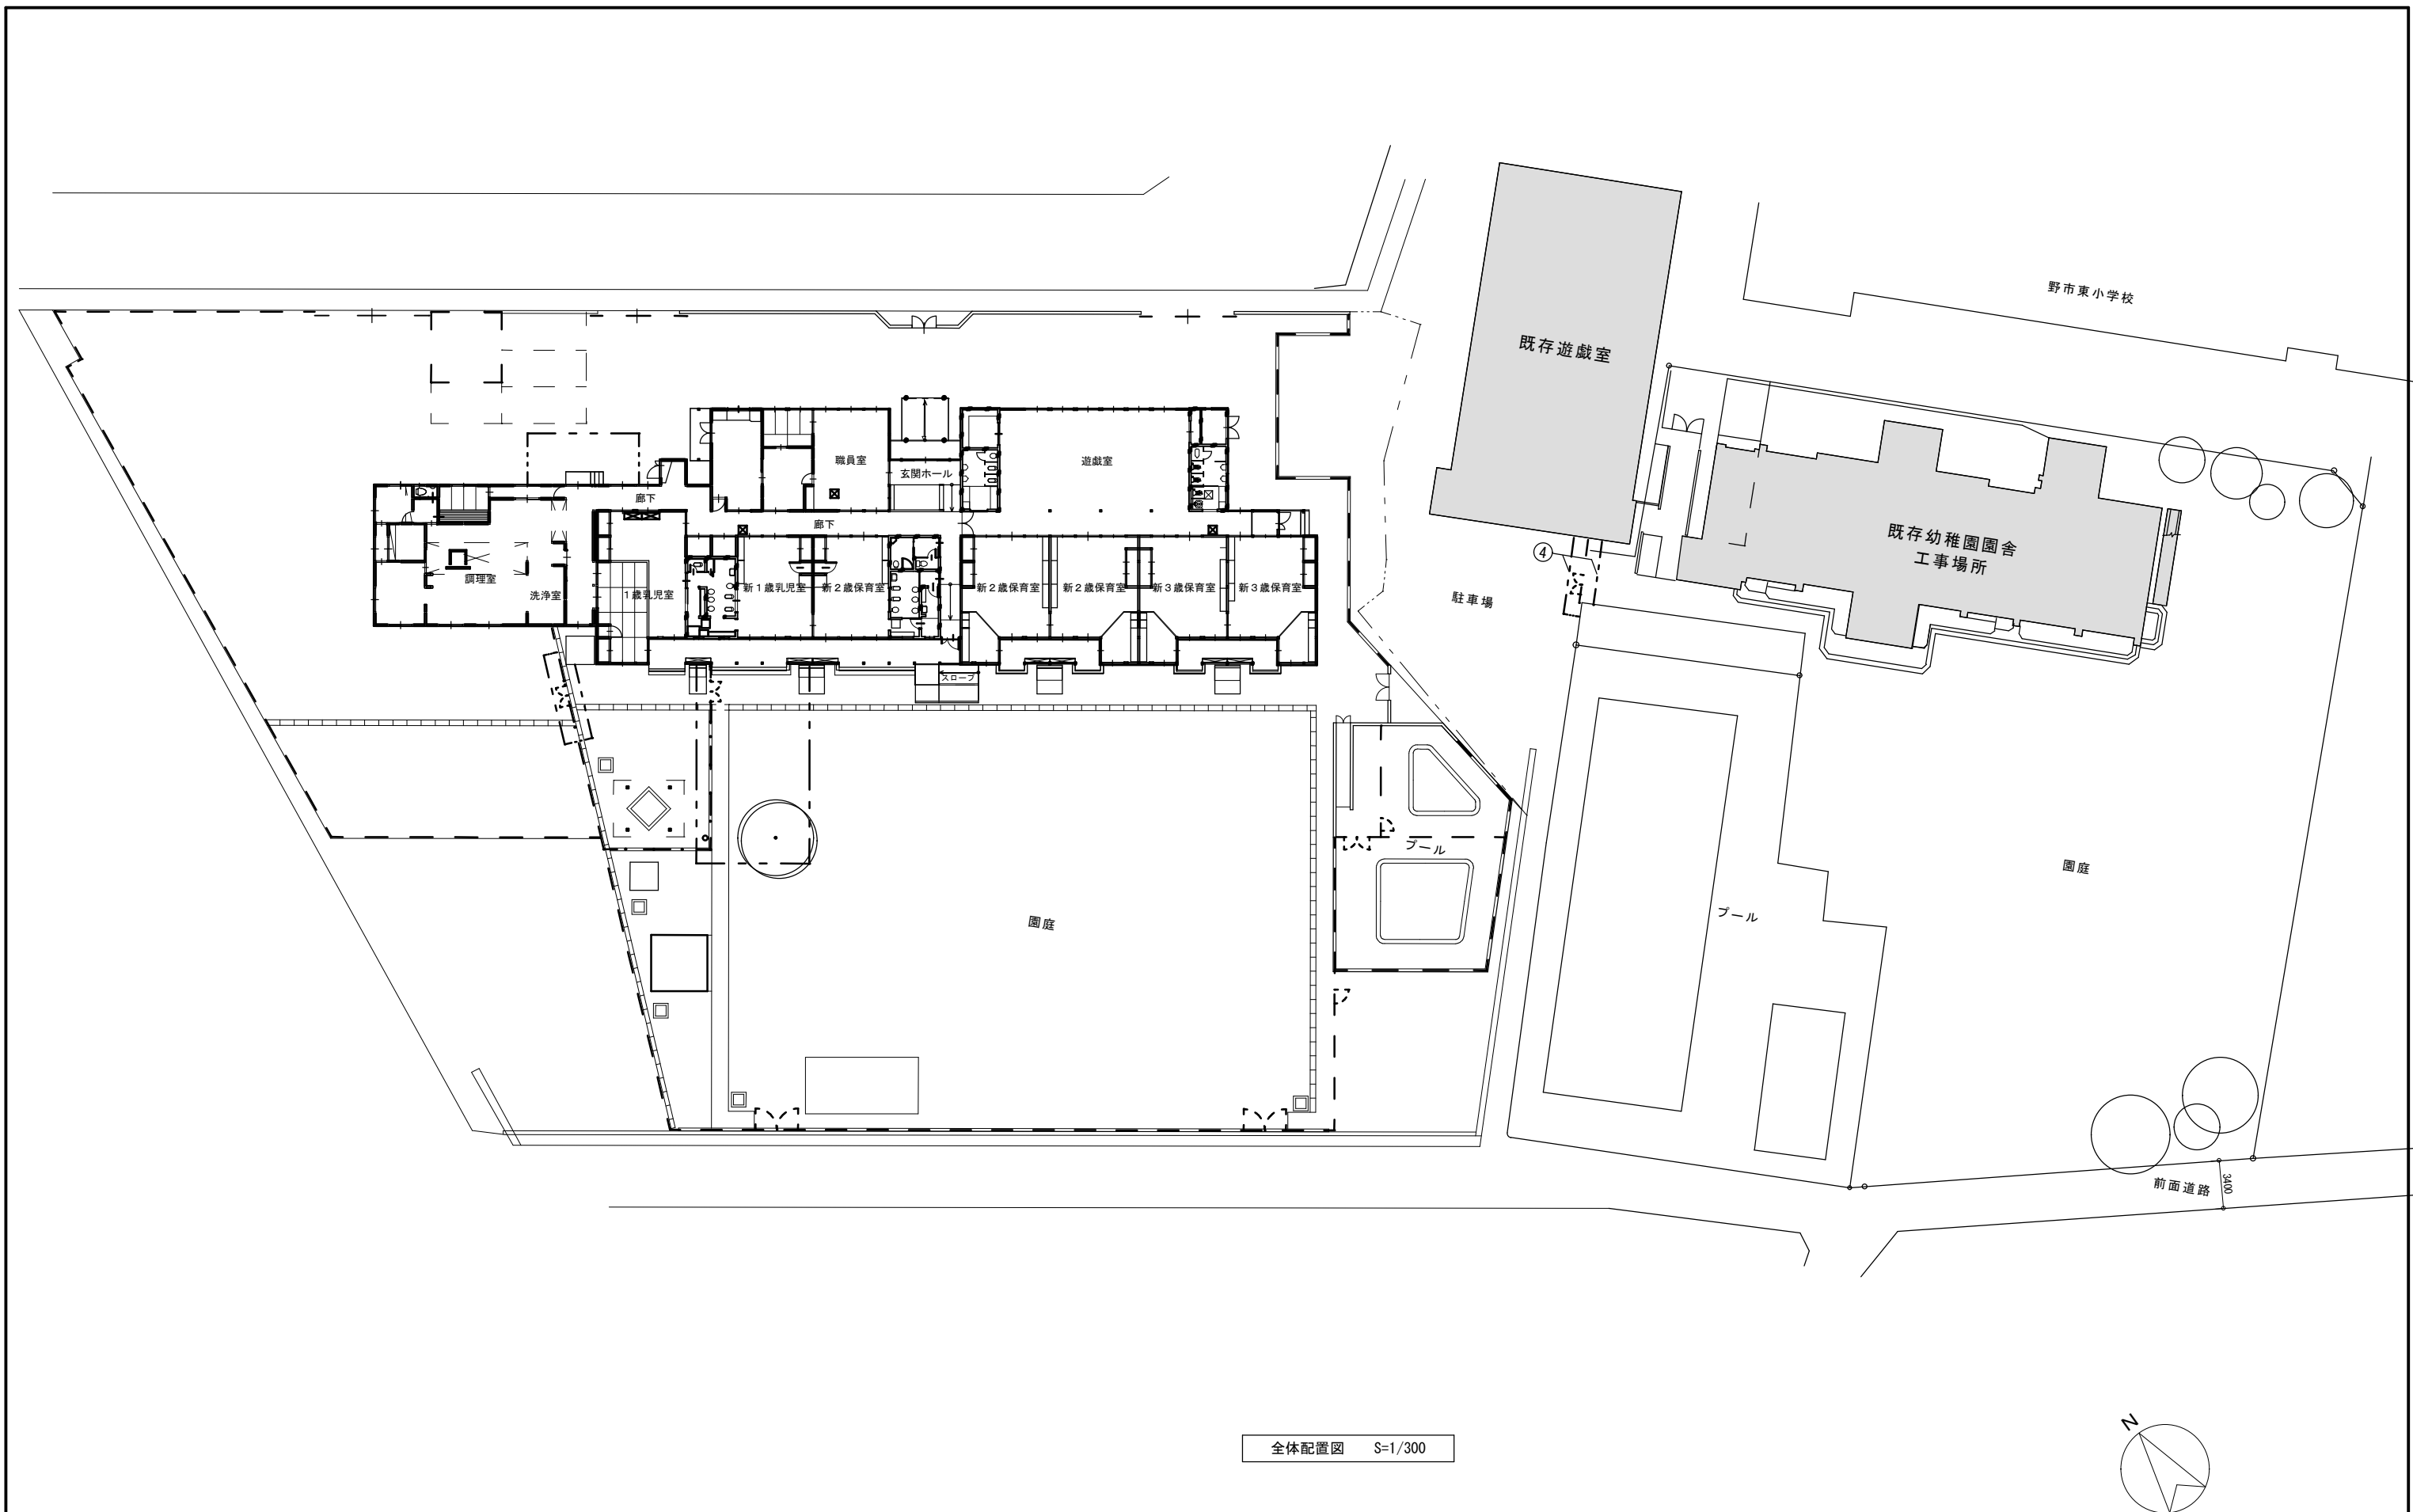 野市東小学校
既存遊戯室
既存幼稚園園舎
工事場所
④
駐車場
職員室
玄関ホール
遊戯室
廊下
廊下
調理室
洗浄室
1歳乳児室
新1歳乳児室
新2歳保育室
新2歳保育室
新2歳保育室
新3歳保育室
新3歳保育室
スロープ
プール
園庭
プール
園庭
前面道路
3400
全体配置図 S=1/300
N